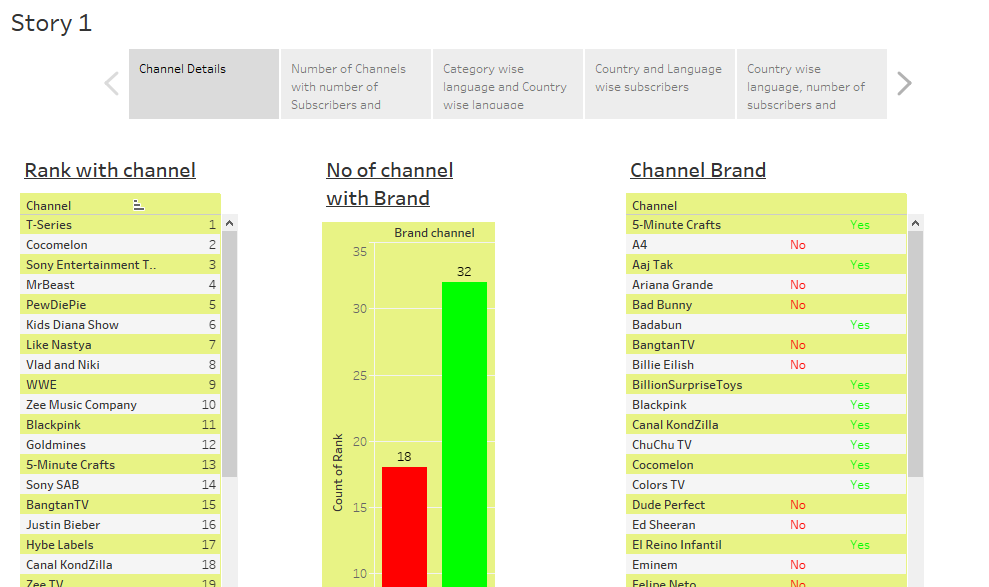 Story 1
Channel Details
Number of Channels
with number of
Subscribers and
Category wise
language and Country
wise language
Country and Language
wise subscribers
Country wise
language, number of
subscribers and
Rank with channel
Channel
T-Series 1
Cocomelon 2
Sony Entertainment T.. 3
MrBeast 4
PewDiePie 5
Kids Diana Show 6
Like Nastya 7
Vlad and Niki 8
WWE 9
Zee Music Company 10
Blackpink 11
Goldmines 12
5-Minute Crafts 13
Sony SAB 14
BangtanTV 15
Justin Bieber 16
Hybe Labels 17
Canal KondZilla 18
Zee TV 19
No of channel
with Brand
Brand channel
Count of Rank
35
30
25
20
15
10
18
32
Channel Brand
Channel
5-Minute Crafts Yes
A4 No
Aaj Tak Yes
Ariana Grande No
Bad Bunny No
Badabun Yes
BangtanTV No
Billie Eilish No
BillionSurpriseToys Yes
Blackpink Yes
Canal KondZilla Yes
ChuChu TV Yes
Cocomelon Yes
Colors TV Yes
Dude Perfect No
Ed Sheeran No
El Reino Infantil Yes
Eminem No
Felipe Neto No